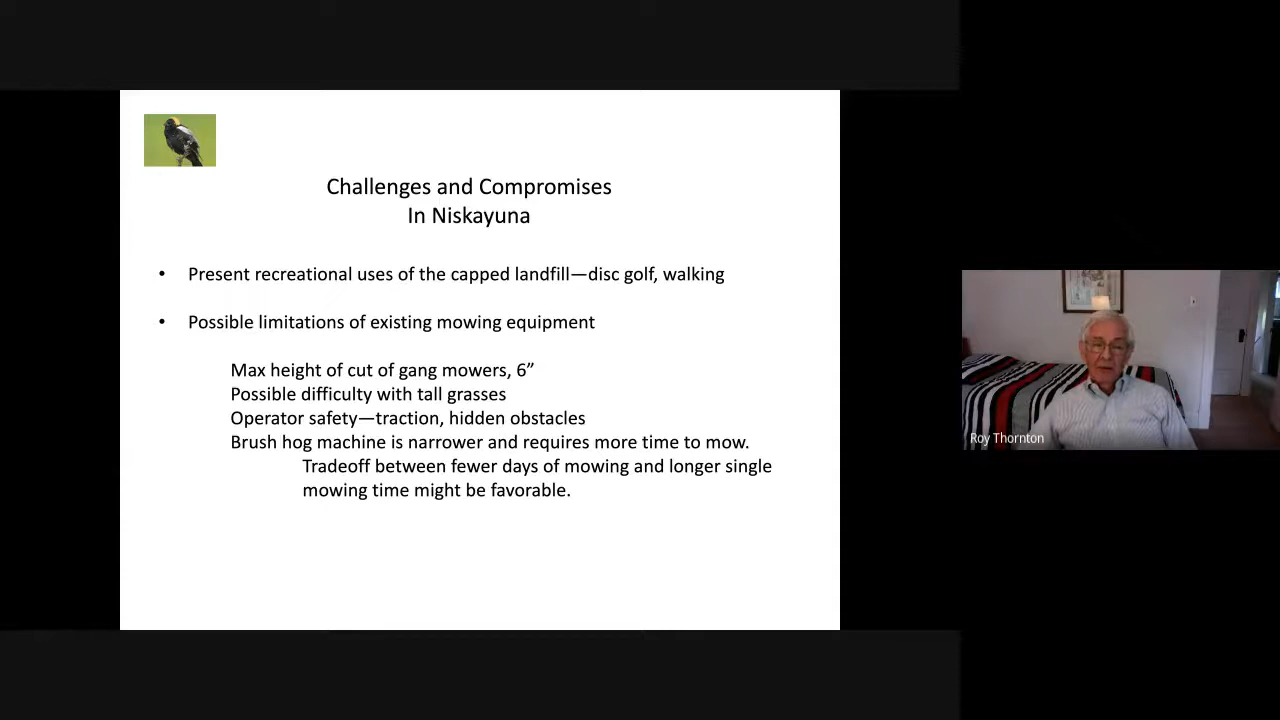 Challenges and Compromises
In Niskayuna
• Present recreational uses of the capped landfill—disc golf, walking
• Possible limitations of existing mowing equipment
Max height of cut of gang mowers, 6”
Possible difficulty with tall grasses
Operator safety—traction, hidden obstacles
Brush hog machine is narrower and requires more time to mow.
Tradeoff between fewer days of mowing and longer single
mowing time might be favorable.
Roy Thornton